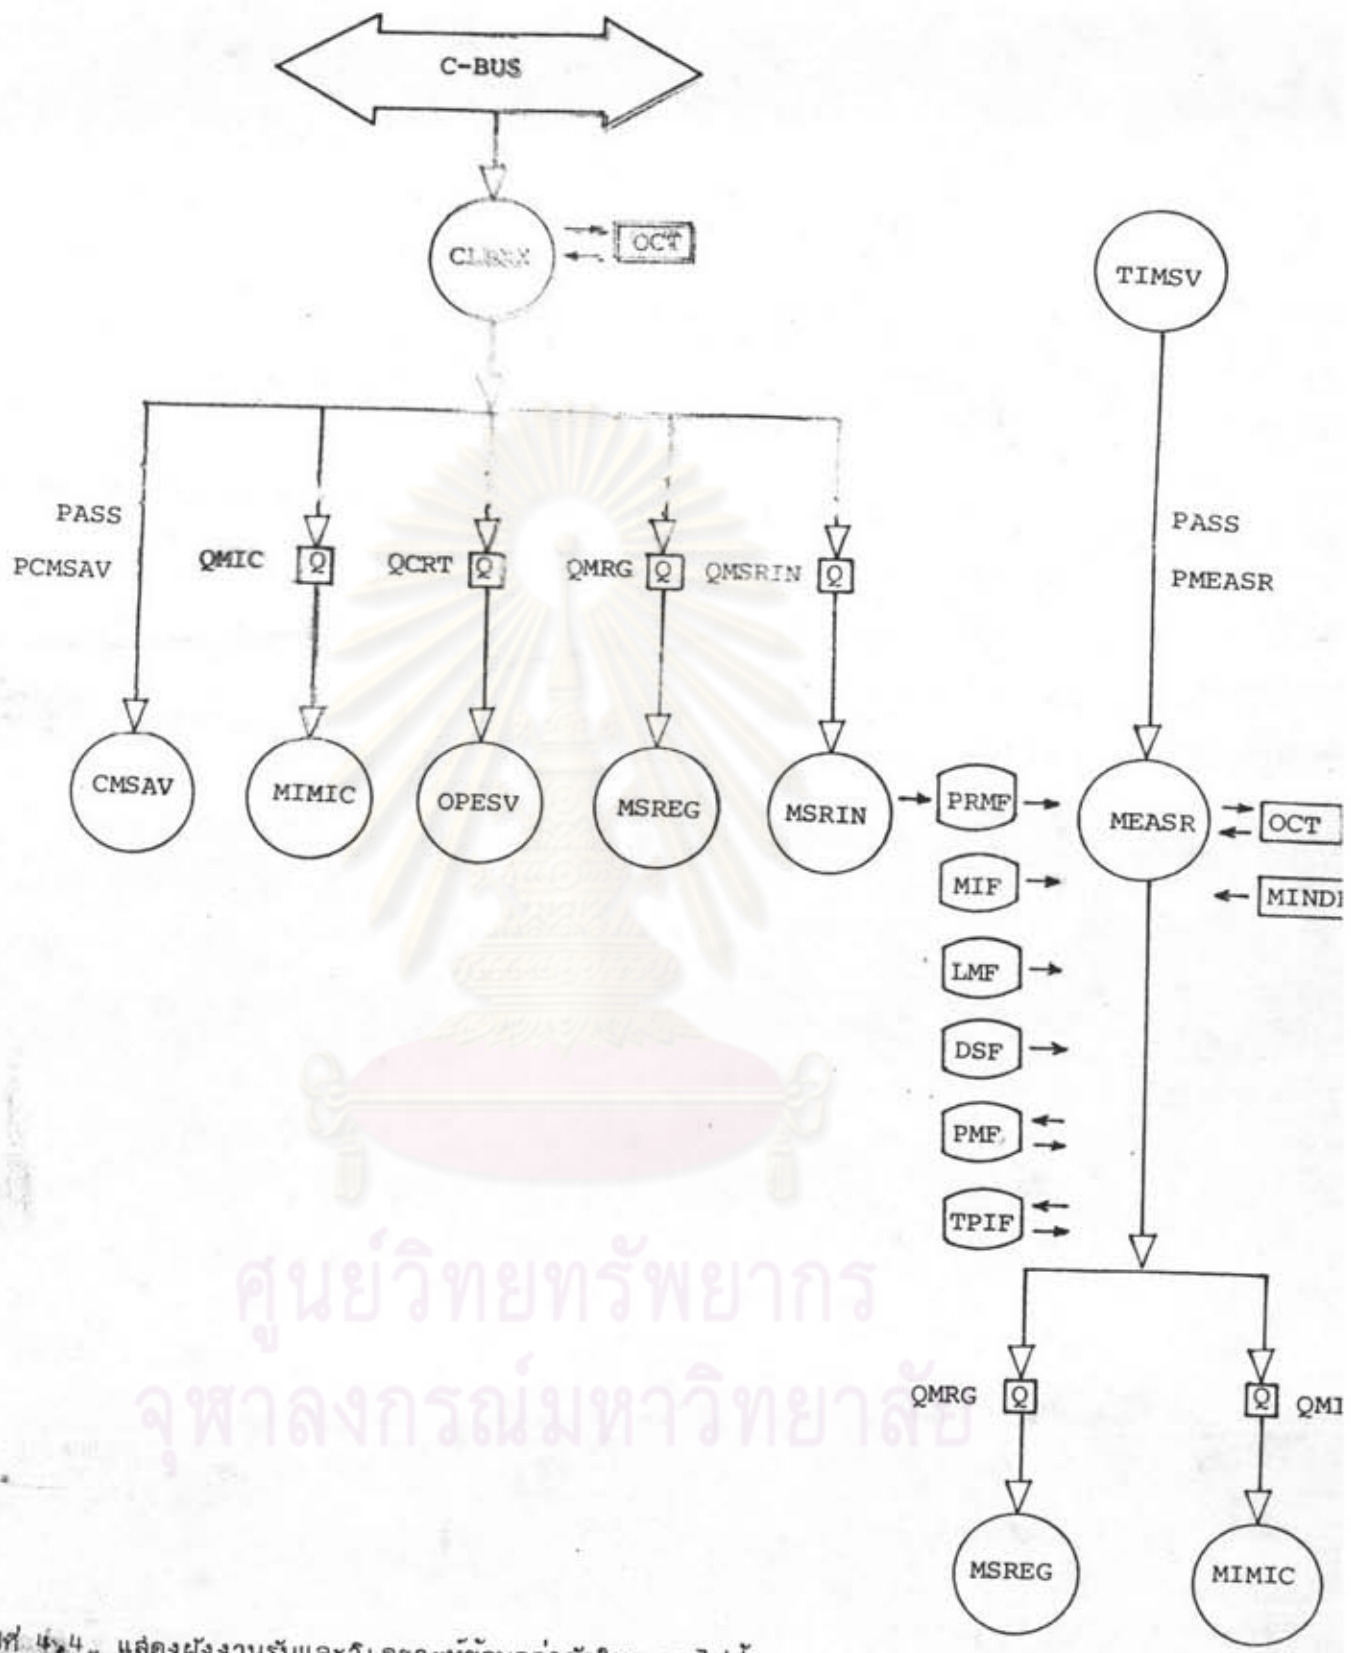 C-BUS
OCT
TIMSV
PASS
PCMSAV
QMIC Q
QCRT Q
QMRG Q
QMSRIN Q
PASS
PMEASR
CMSAV
MIMIC
OPESV
MSREG
MSRIN
PRMF
MEASR
OCT
MIF
LMF
DSF
PMF
TPIF
ศูนย์วิทยทรัพยากร
จุฬาลงกรณ์มหาวิทยาลัย
QMRG Q
Q
MSREG
MIMIC
4.4